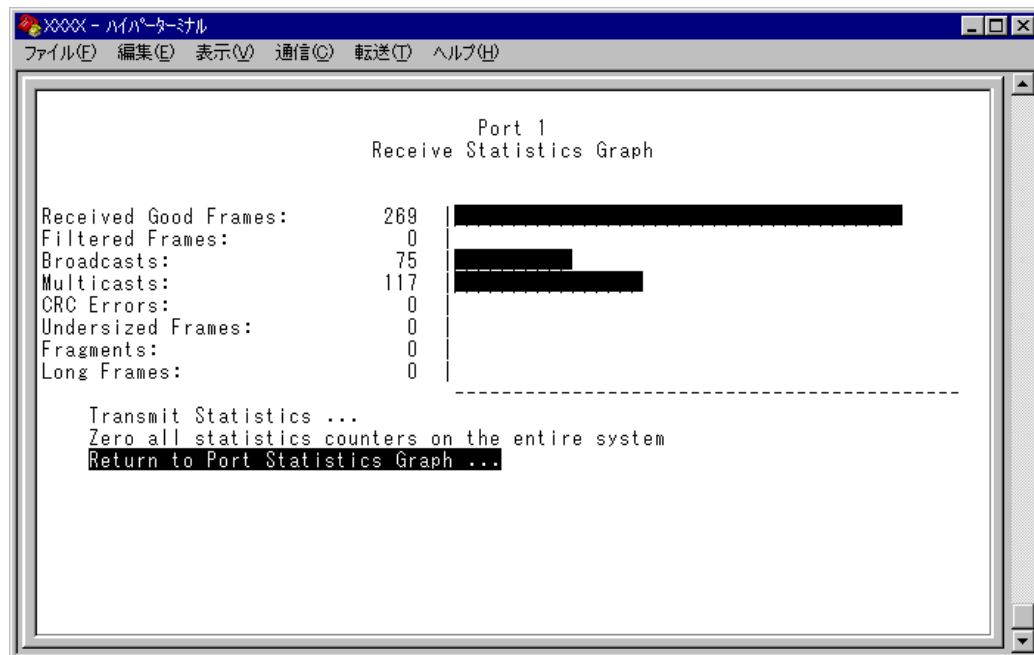 XXXX - ハイパーターミナル
ファイル(F) 編集(E) 表示(V) 通信(C) 転送(T) ヘルプ(H)
Port 1
Receive Statistics Graph
Received Good Frames: 269
Filtered Frames: 0
Broadcasts: 75
Multicasts: 117
CRC Errors: 0
Undersized Frames: 0
Fragments: 0
Long Frames: 0
Transmit Statistics ...
Zero all statistics counters on the entire system
Return to Port Statistics Graph ...